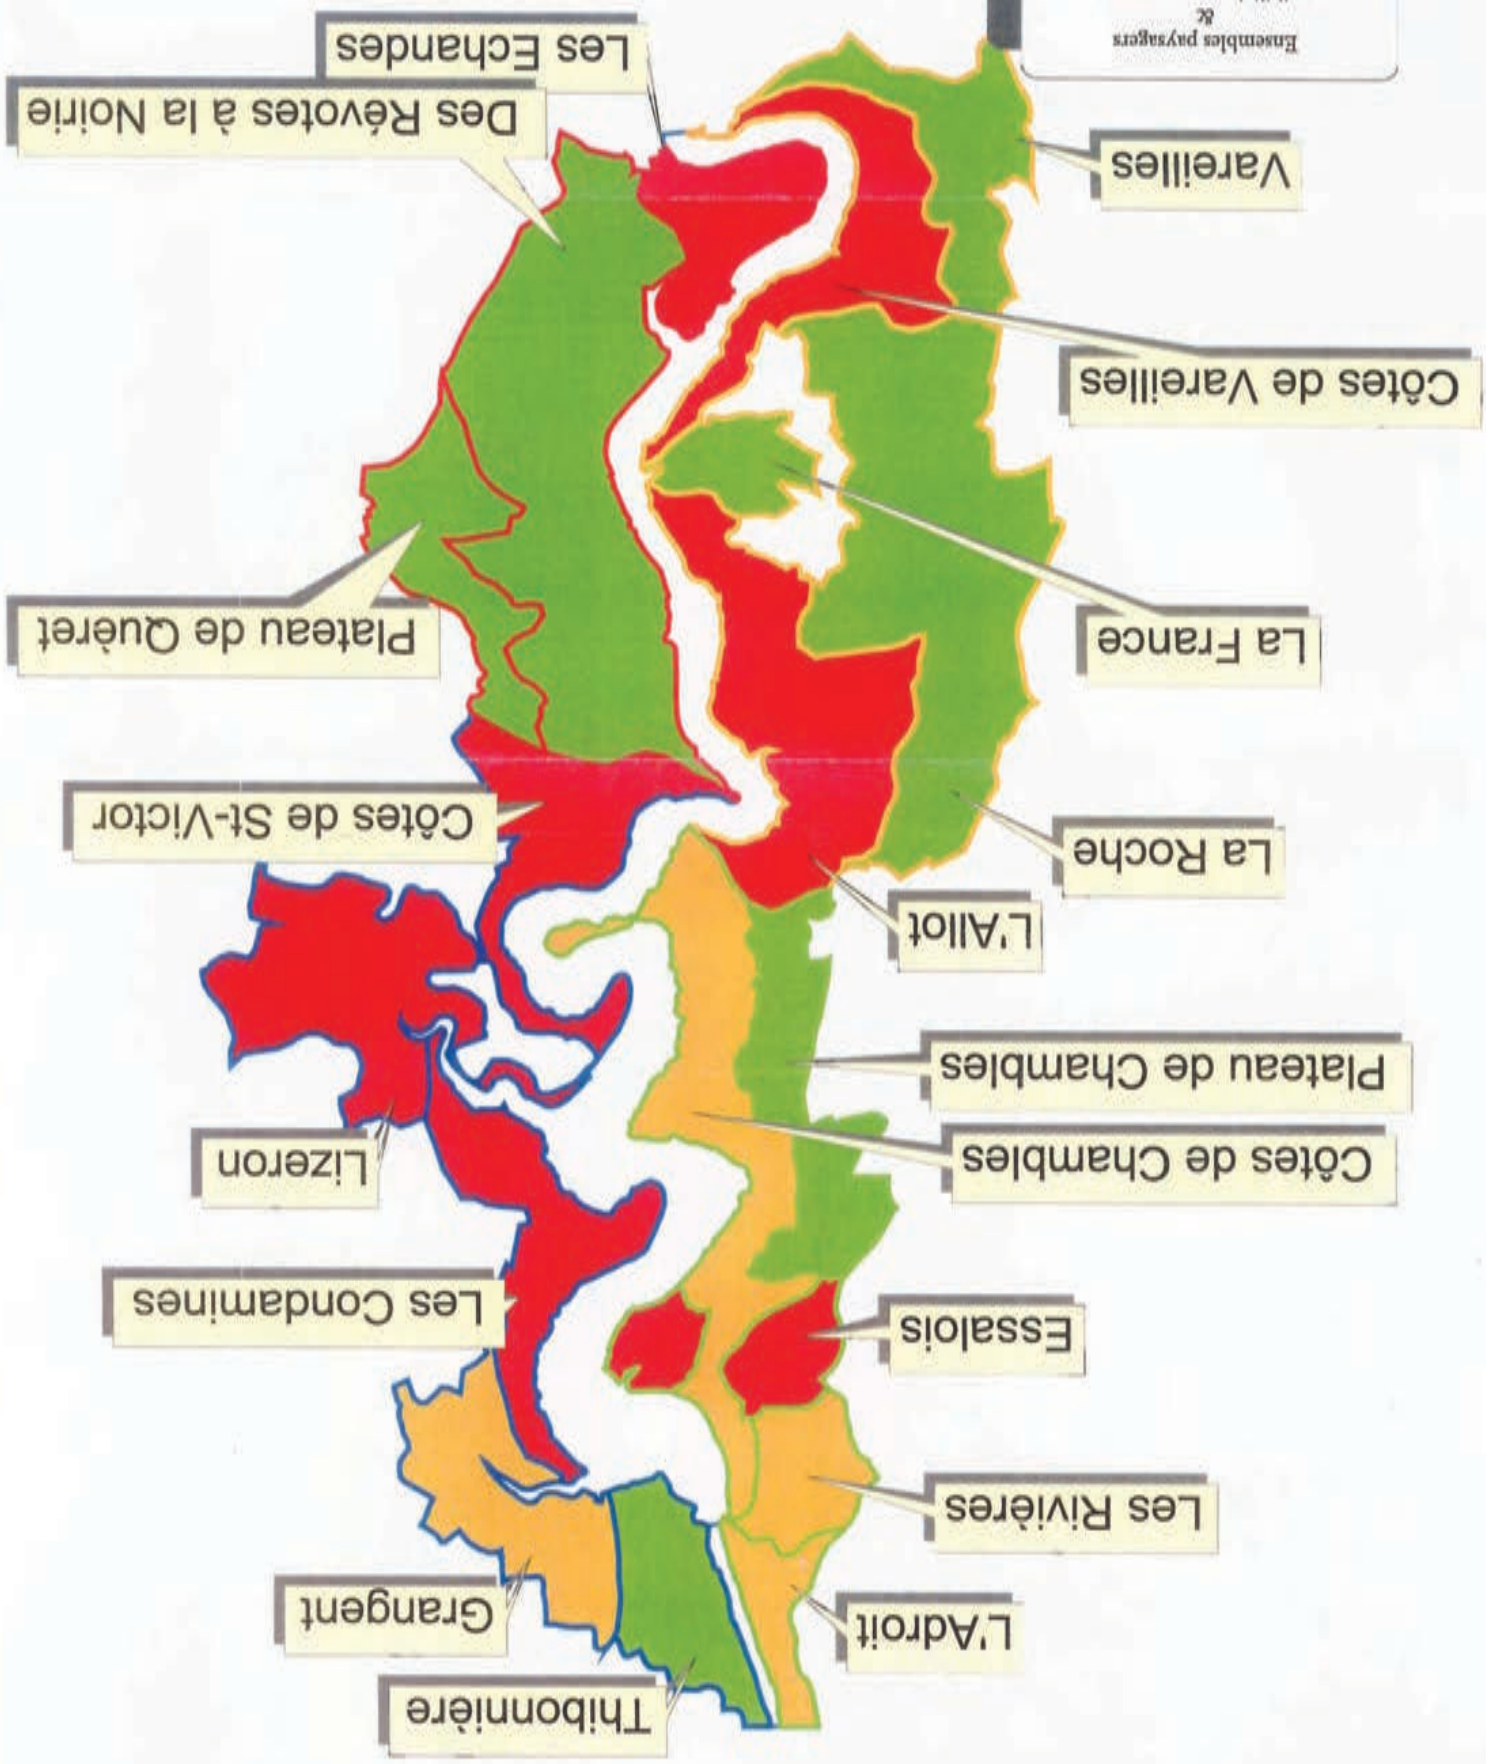 Thibonnière
L'Adroit
Grangent
Les Rivières
Essalois
Les Condamines
Côtes de Chambles
Lizeron
Plateau de Chambles
L'Allot
La Roche
Côtes de St-Victor
La France
Plateau de Quèret
Côtes de Vareilles
Vareilles
Des Révotes à la Noirie
Les Echandes
Ensembles paysagers
&